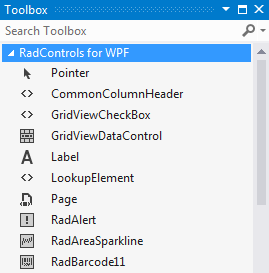 Toolbox
Search Toolbox
RadControls for WPF
Pointer
CommonColumnHeader
GridViewCheckBox
GridViewDataControl
Label
LookupElement
Page
RadAlert
RadAreaSparkline
RadBarcode11